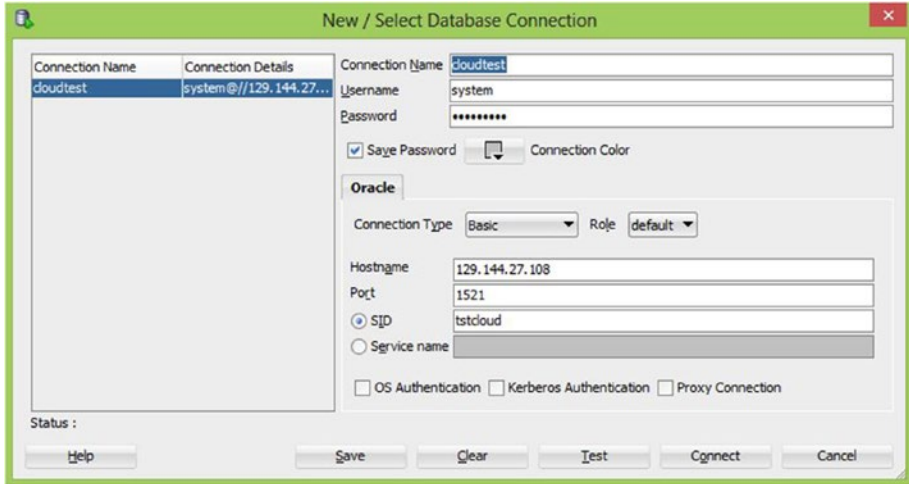 New / Select Database Connection
Connection Name Connection Details
cloudtest system@//129.144.27...
Connection Name cloudtest
Username system
Password •••••••••
Save Password Connection Color
Oracle
Connection Type Basic Role default
Hostname 129.144.27.108
Port 1521
SID tstcloud
Service name
OS Authentication Kerberos Authentication Proxy Connection
Status :
Help Save Clear Test Connect Cancel